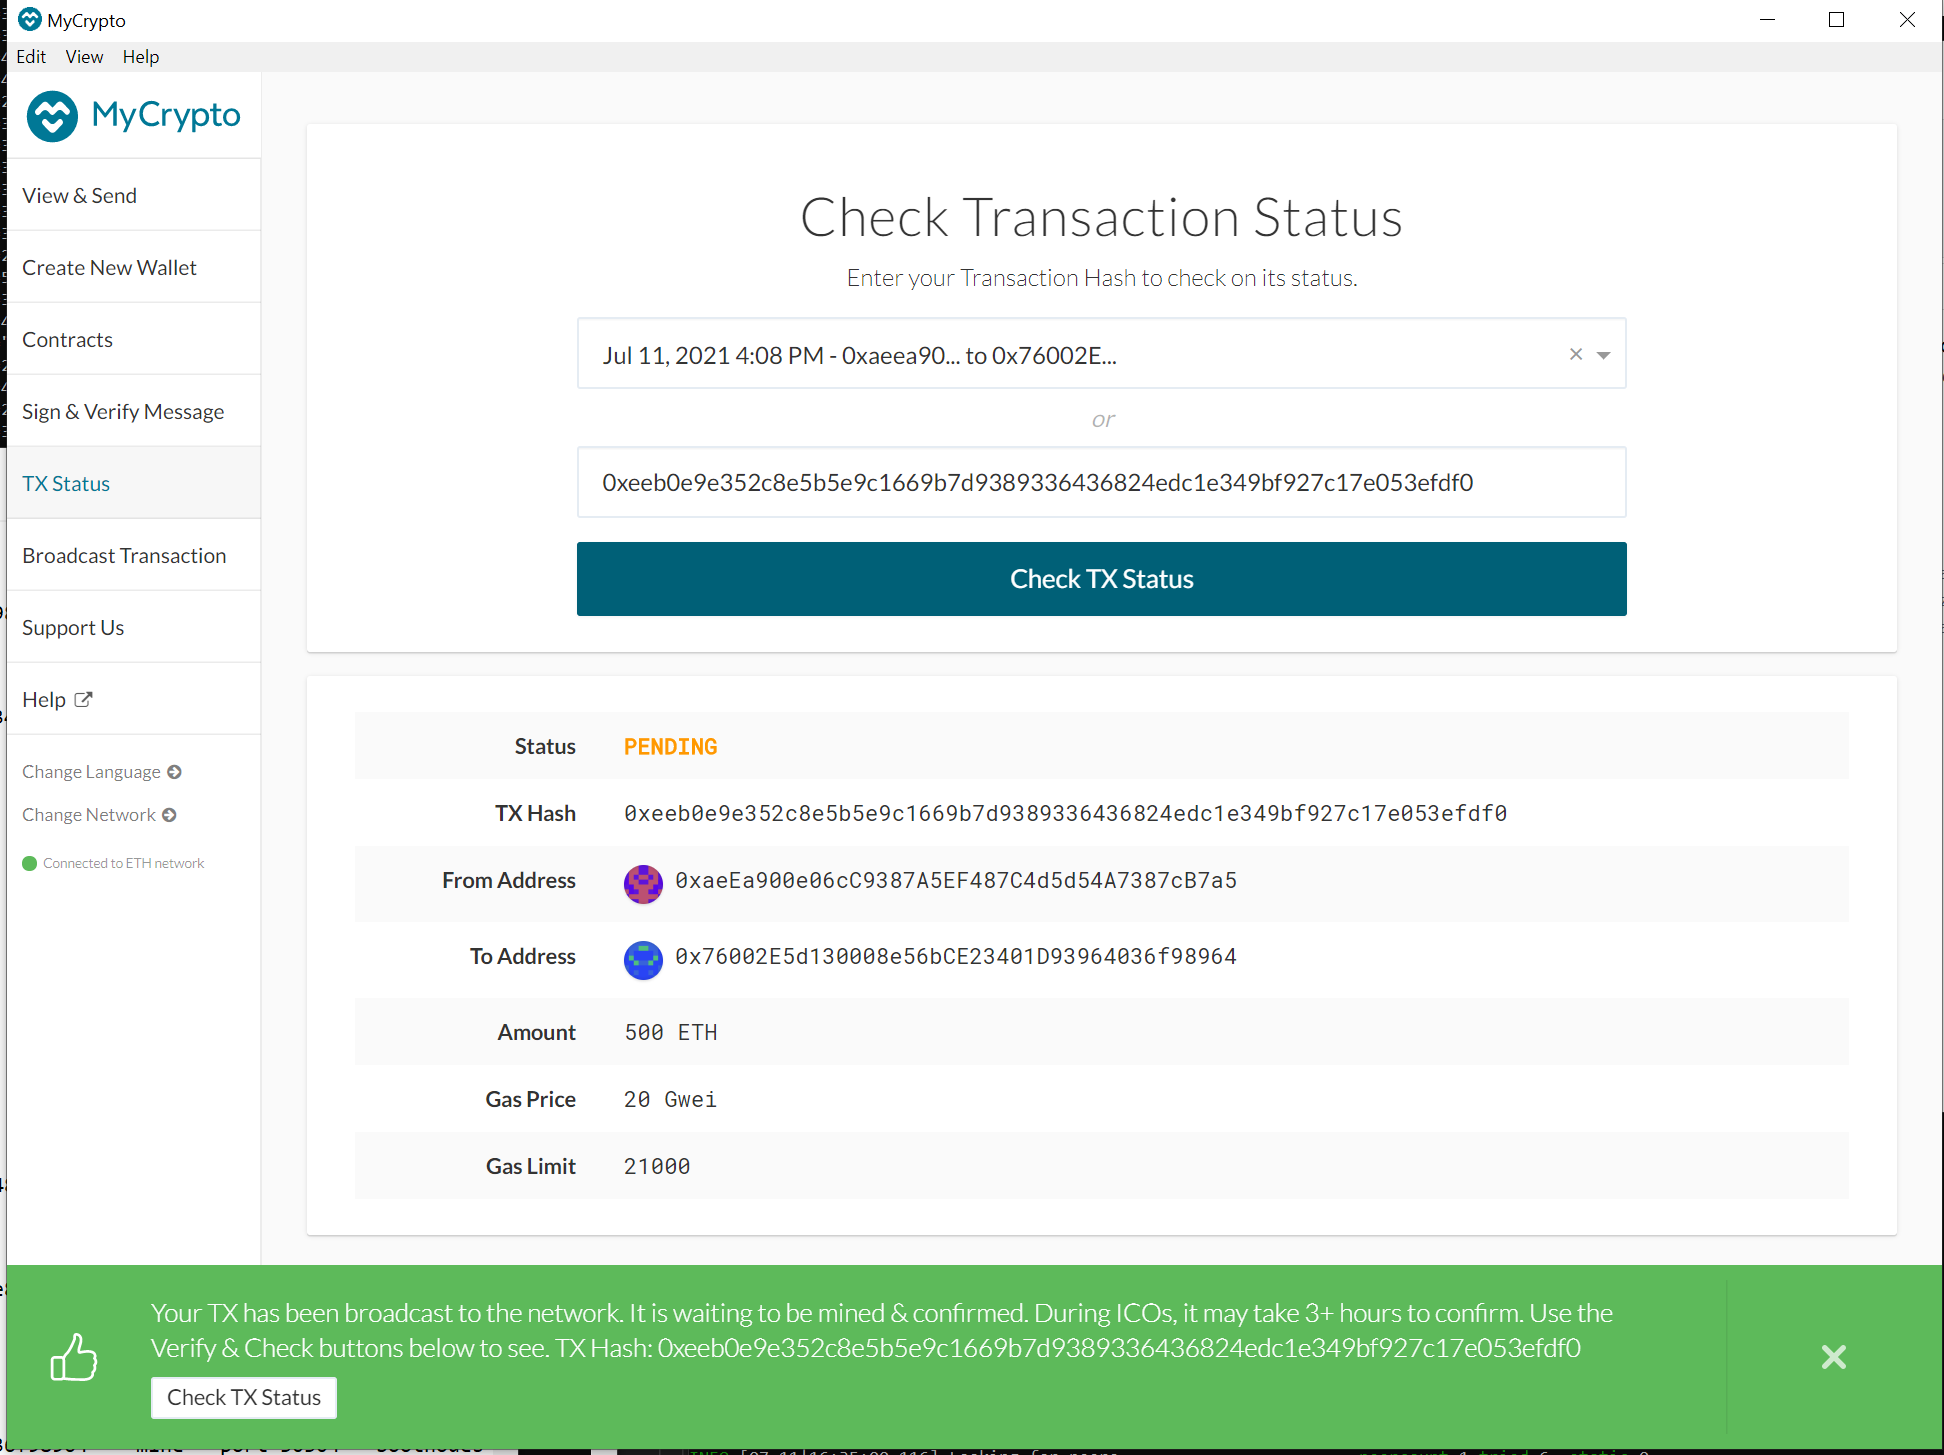 MyCrypto
Edit View Help
MyCrypto
View & Send
Create New Wallet
Contracts
Sign & Verify Message
TX Status
Broadcast Transaction
Support Us
Help
Change Language
Change Network
Connected to ETH network
Check Transaction Status
Enter your Transaction Hash to check on its status.
Jul 11, 2021 4:08 PM - 0xaeea90... to 0x76002E...
or
0xeeb0e9e352c8e5b5e9c1669b7d9389336436824edc1e349bf927c17e053efdf0
Check TX Status
Status PENDING
TX Hash 0xeeb0e9e352c8e5b5e9c1669b7d9389336436824edc1e349bf927c17e053efdf0
From Address 0xaeEa900e06cC9387A5EF487C4d5d54A7387cB7a5
To Address 0x76002E5d130008e56bCE23401D93964036f98964
Amount 500 ETH
Gas Price 20 Gwei
Gas Limit 21000
Your TX has been broadcast to the network. It is waiting to be mined & confirmed. During ICOs, it may take 3+ hours to confirm. Use the
Verify & Check buttons below to see. TX Hash: 0xeeb0e9e352c8e5b5e9c1669b7d9389336436824edc1e349bf927c17e053efdf0
Check TX Status